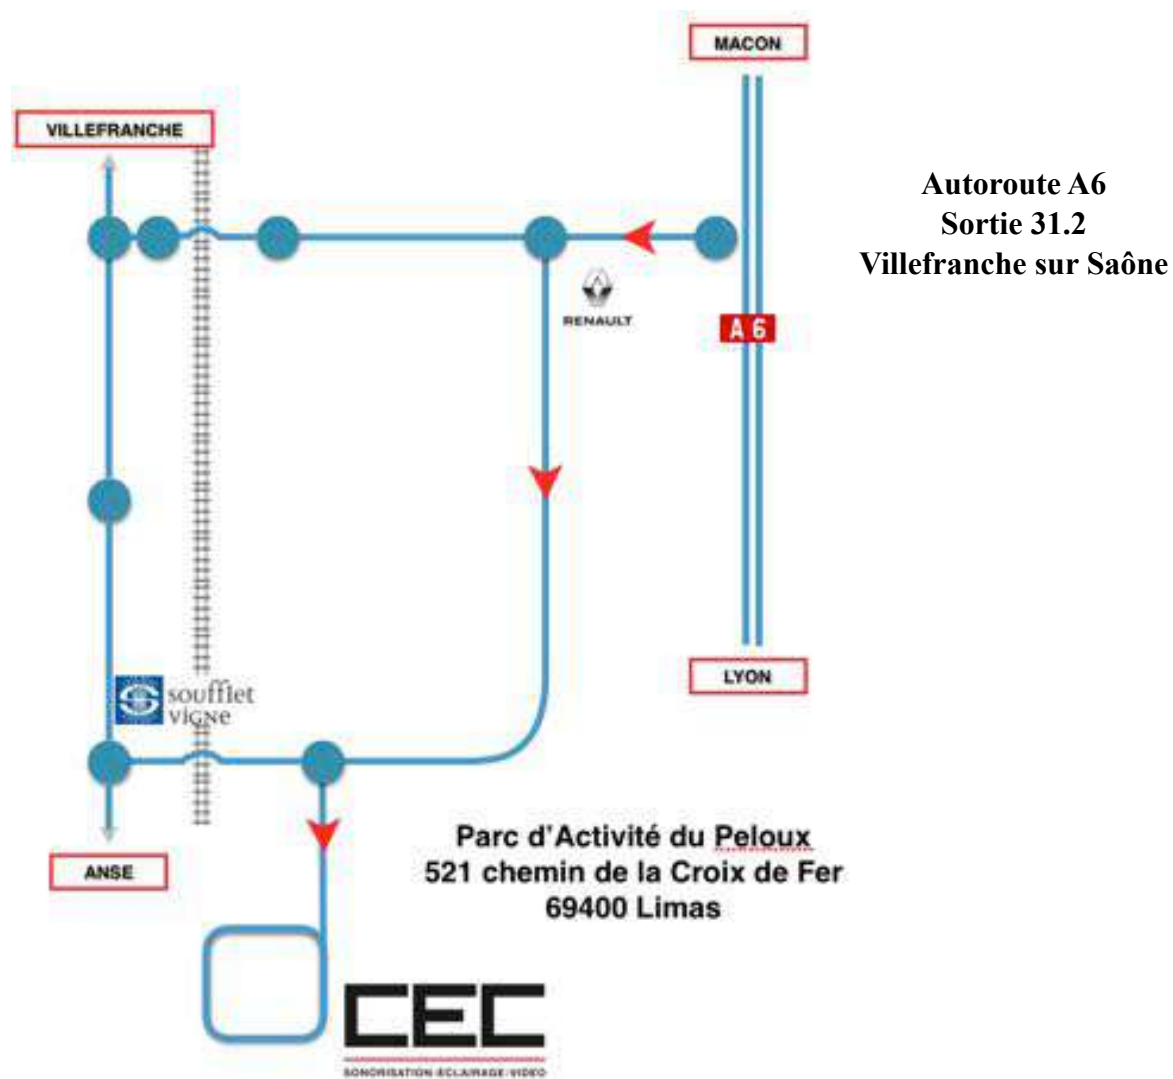 MACON
VILLEFRANCHE
Autoroute A6
Sortie 31.2
Villefranche sur Saône
RENAULT
A 6
LYON
soufflet
vigne
Parc d'Activité du Peloux
521 chemin de la Croix de Fer
69400 Limas
ANSE
CEC
SONORISATION-ECLAIRAGE-VIDEO